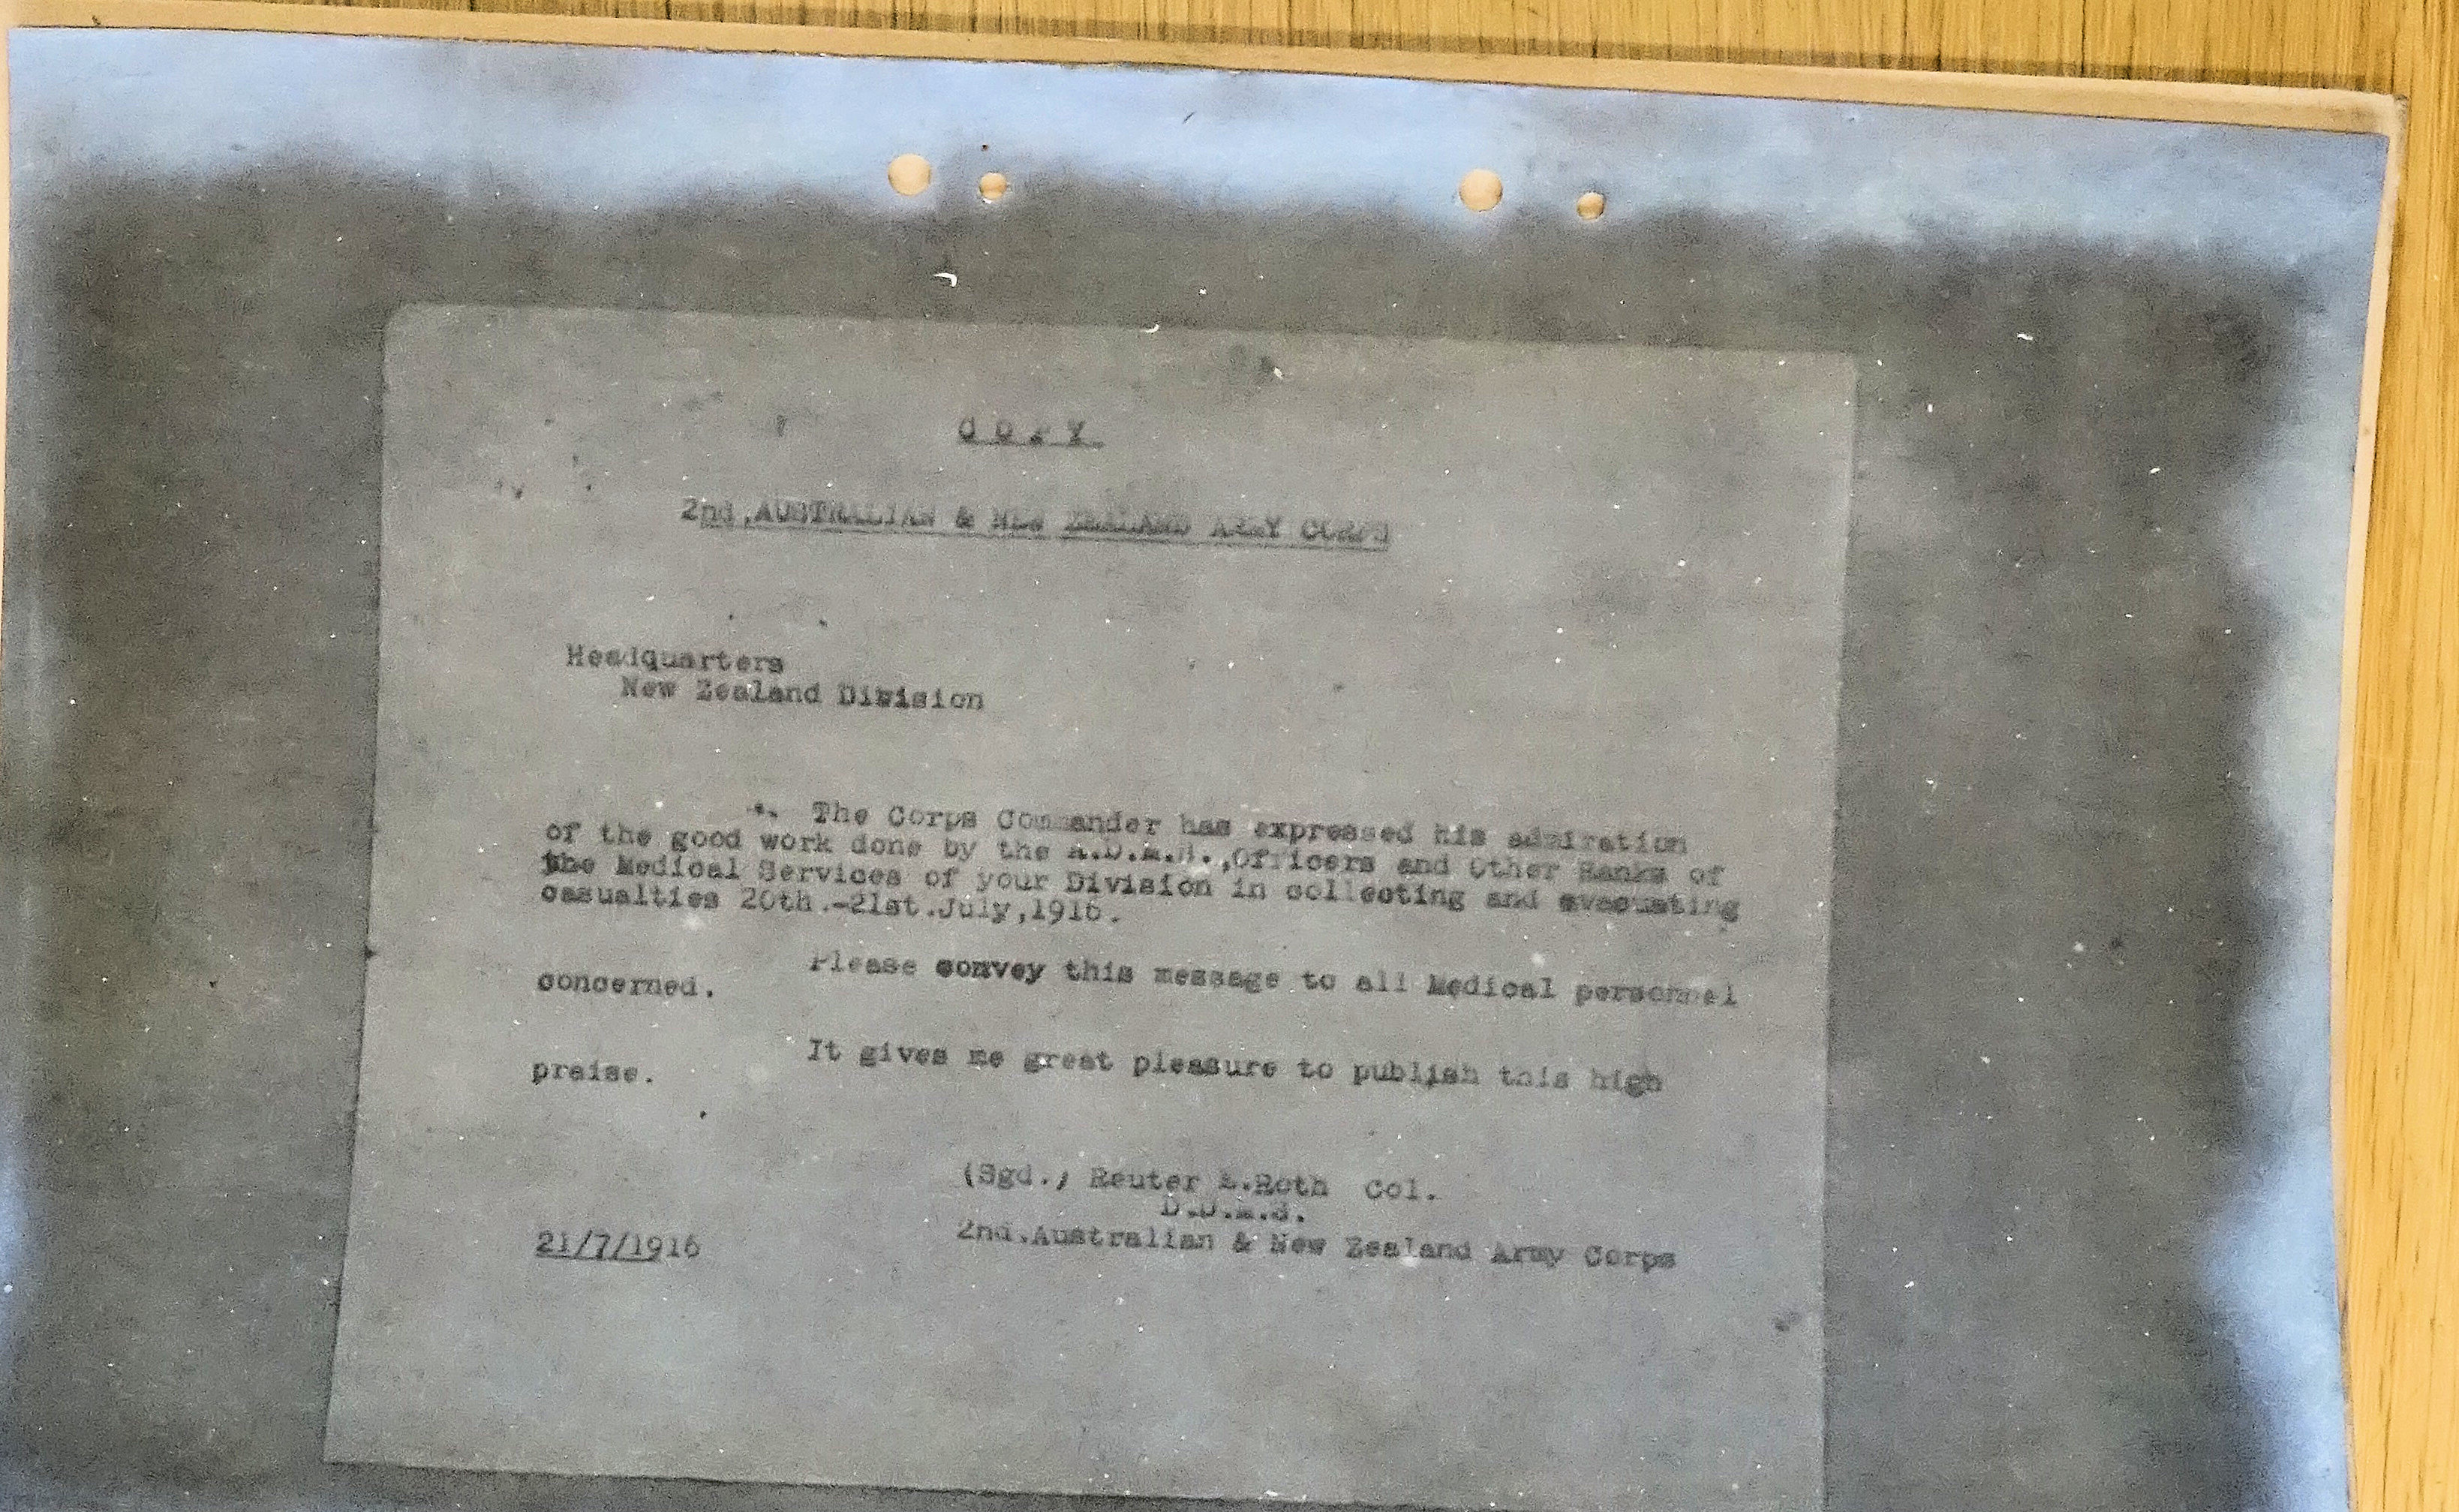 C O P Y.
2nd.AUSTRALIAN & NEW ZEALAND ARMY CORPS
Headquarters
New Zealand Division
The Corps Commander has expressed his admiration
of the good work done by the A.D.M.S.,Officers and Other Ranks of
the Medical Services of your Division in collecting and evacuating
casualties 20th.-21st.July,1916.
Please convey this message to all Medical personnel
concerned.
It gives me great pleasure to publish this high
praise.
(Sgd.) Reuter E.Roth Col.
D.D.M.S.
2nd.Australian & New Zealand Army Corps
21/7/1916